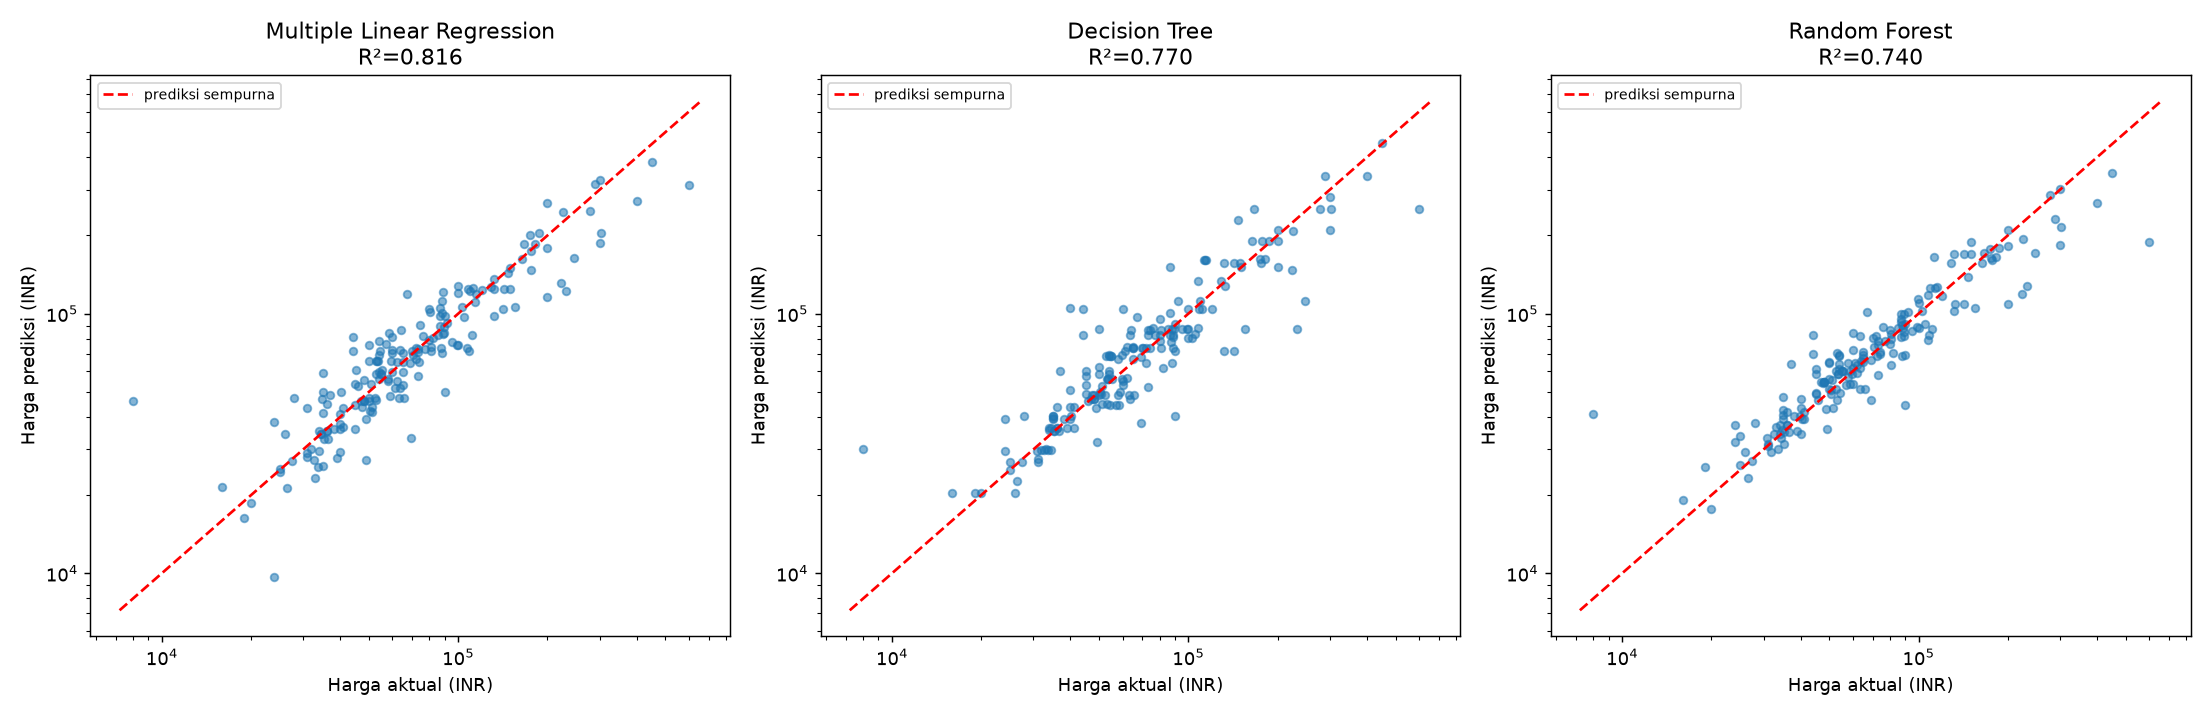 Multiple Linear Regression
R²=0.816
prediksi sempurna
Harga prediksi (INR)
10⁵
10⁴
10⁴ 10⁵
Harga aktual (INR)
Decision Tree
R²=0.770
prediksi sempurna
Harga prediksi (INR)
10⁵
10⁴
10⁴ 10⁵
Harga aktual (INR)
Random Forest
R²=0.740
prediksi sempurna
Harga prediksi (INR)
10⁵
10⁴
10⁴ 10⁵
Harga aktual (INR)